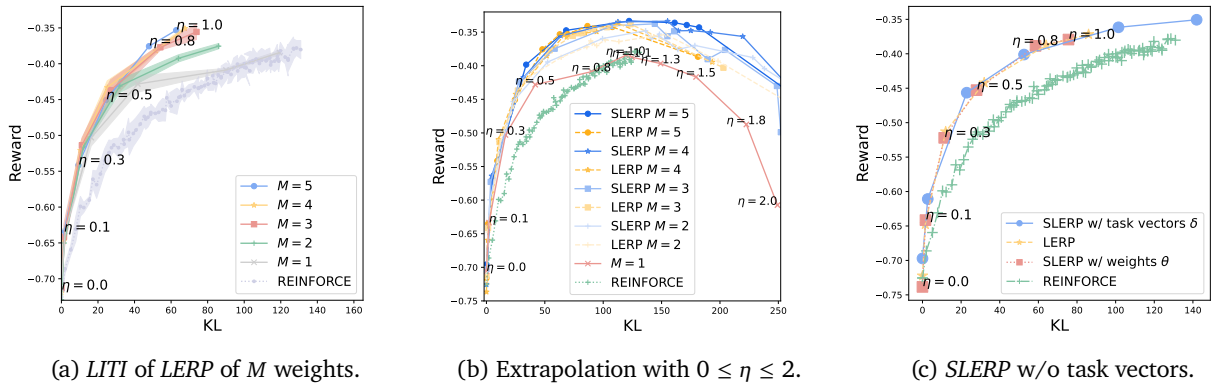 −0.35
−0.40
−0.45
−0.50
−0.55
−0.60
−0.65
−0.70
Reward
η = 1.0
η = 0.8
η = 0.5
η = 0.3
η = 0.1
η = 0.0
M = 5
M = 4
M = 3
M = 2
M = 1
REINFORCE
0 20 40 60 80 100 120 140 160
KL
(a) LITI of LERP of M weights.
−0.35
−0.40
−0.45
−0.50
−0.55
−0.60
−0.65
−0.70
−0.75
Reward
η = 1.0
η = 1.3
η = 0.8
η = 1.5
η = 0.5
η = 1.8
η = 0.3
η = 2.0
η = 0.1
η = 0.0
SLERP M = 5
LERP M = 5
SLERP M = 4
LERP M = 4
SLERP M = 3
LERP M = 3
SLERP M = 2
LERP M = 2
M = 1
REINFORCE
0 50 100 150 200 250
KL
(b) Extrapolation with 0 ≤ η ≤ 2.
−0.35
−0.40
−0.45
−0.50
−0.55
−0.60
−0.65
−0.70
−0.75
Reward
η = 0.8
η = 1.0
η = 0.5
η = 0.3
η = 0.1
η = 0.0
SLERP w/ task vectors δ
LERP
SLERP w/ weights θ
REINFORCE
0 20 40 60 80 100 120 140
KL
(c) SLERP w/o task vectors.